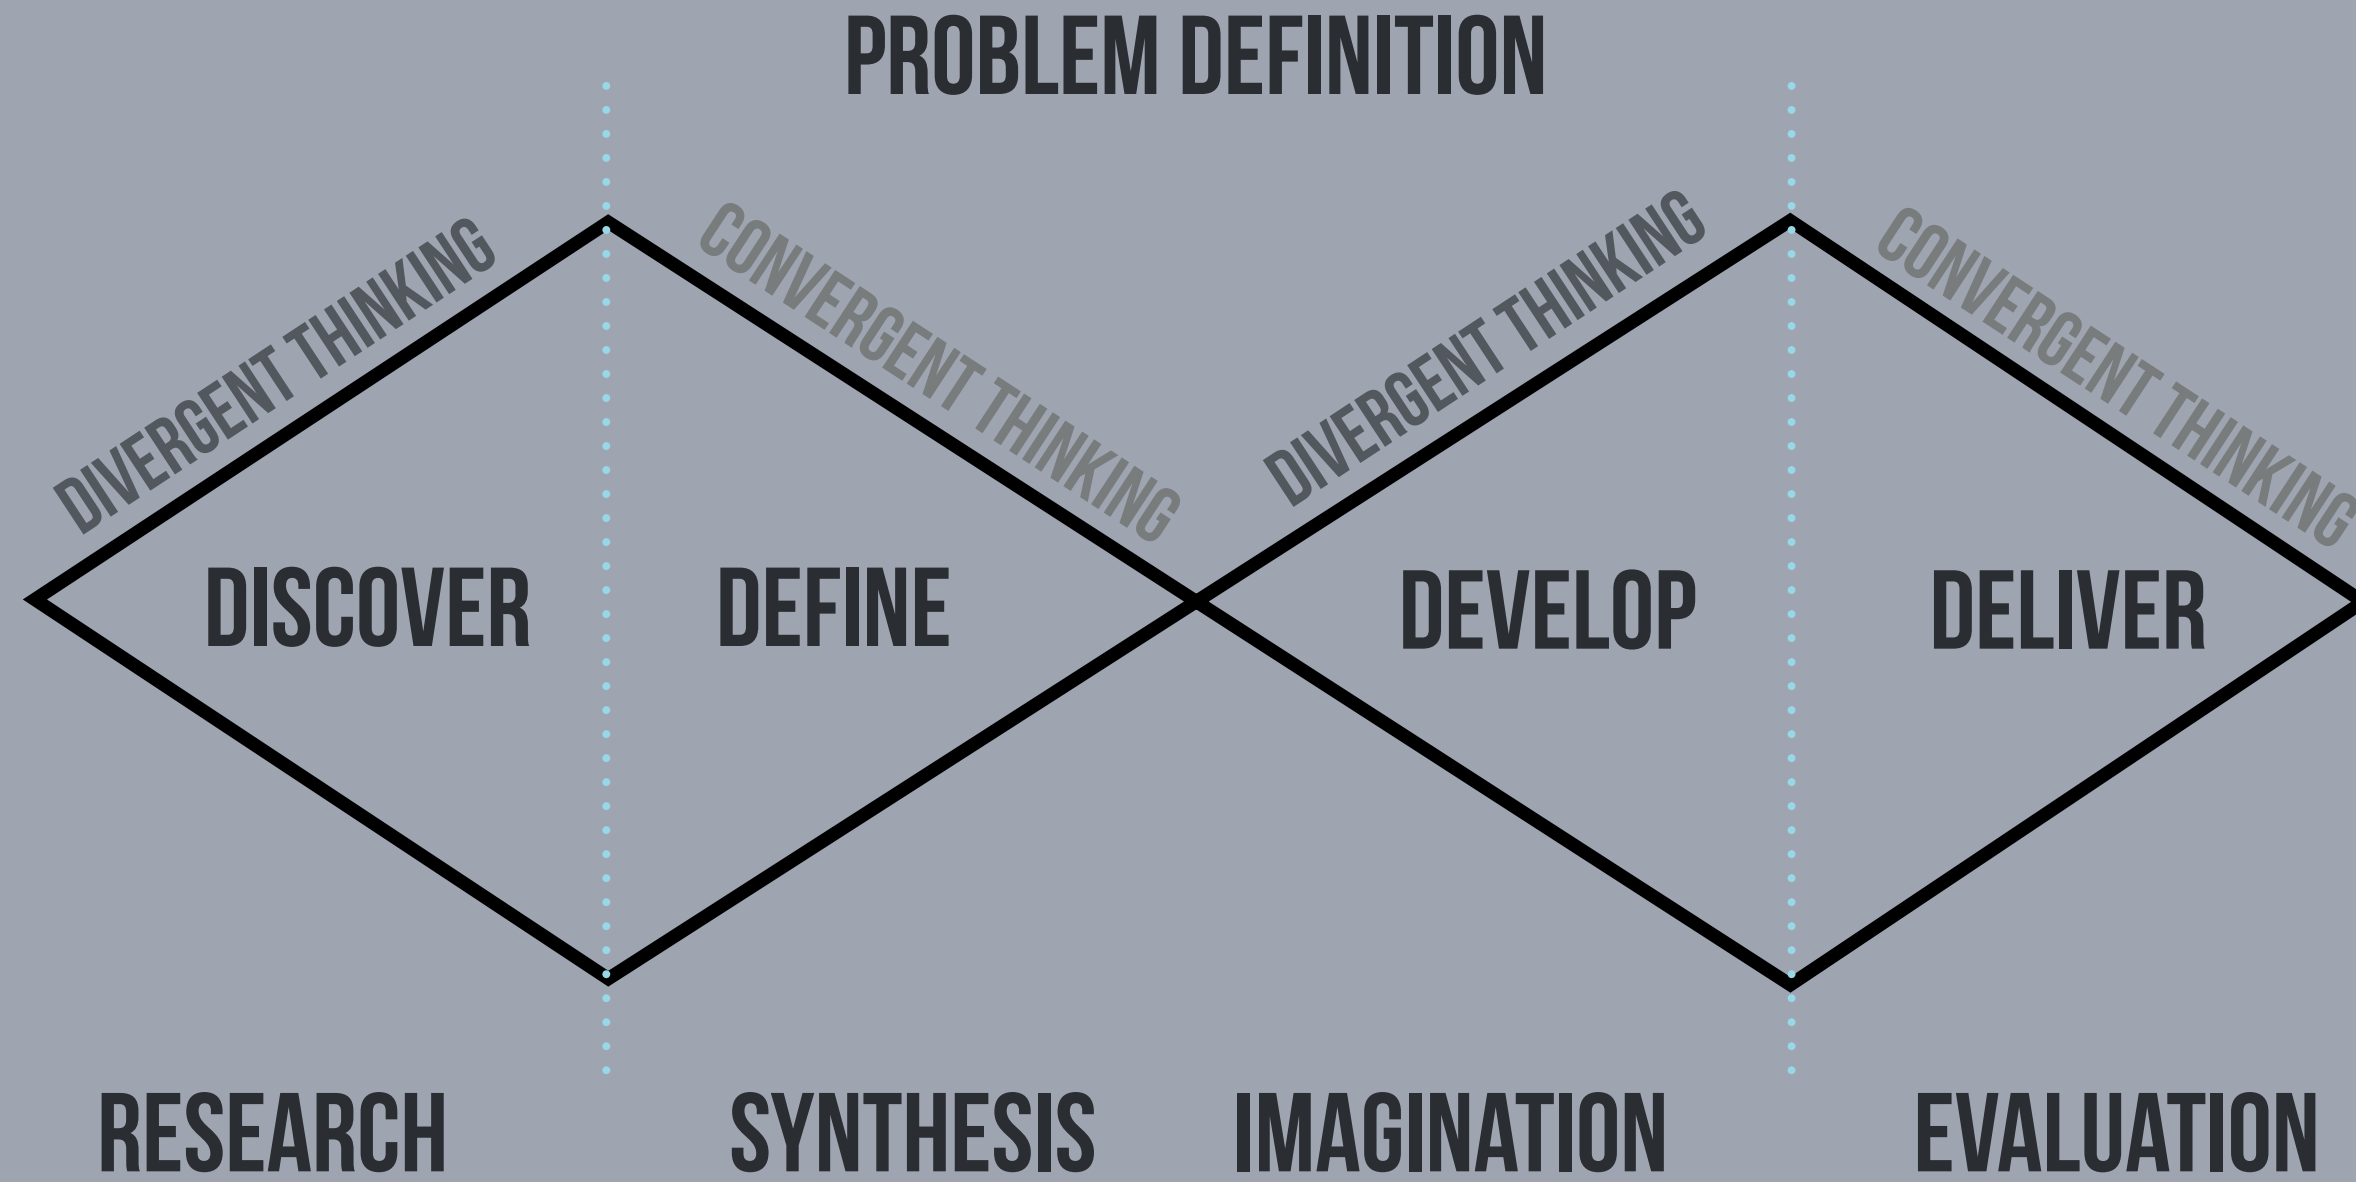 PROBLEM DEFINITION
DIVERGENT THINKING
CONVERGENT THINKING
DIVERGENT THINKING
CONVERGENT THINKING
DISCOVER
DEFINE
DEVELOP
DELIVER
RESEARCH
SYNTHESIS
IMAGINATION
EVALUATION